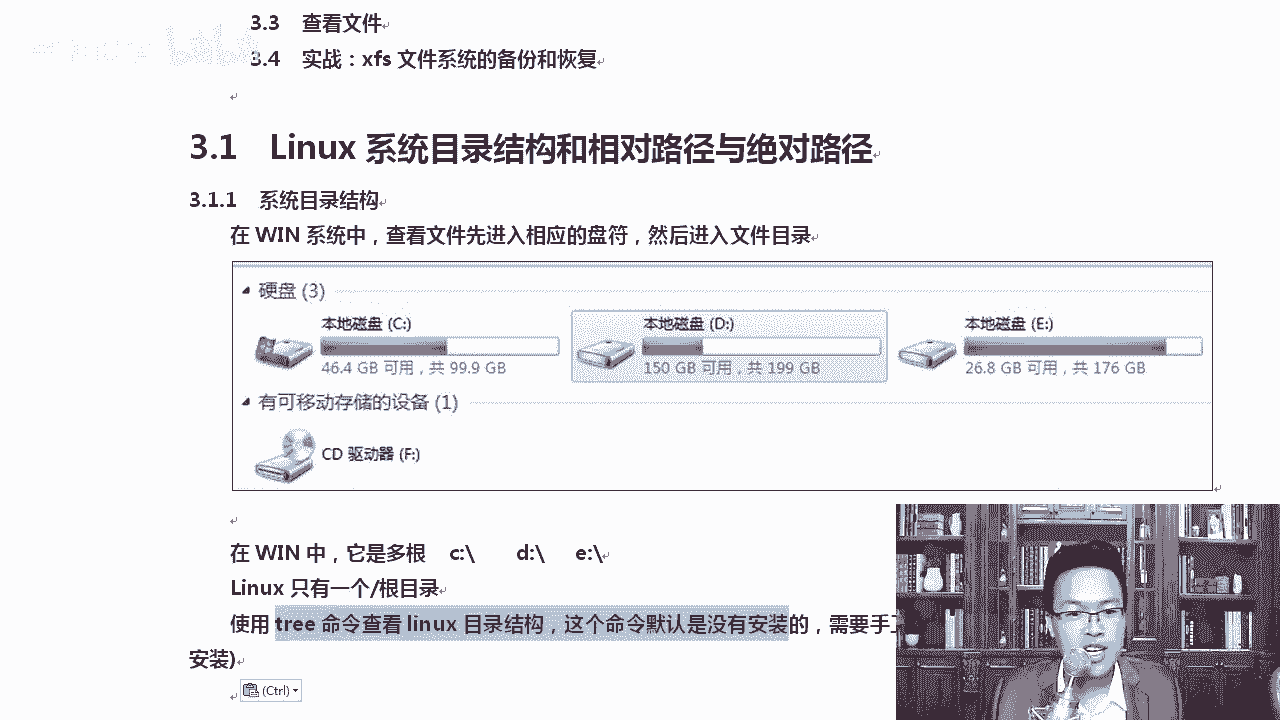 3.3 查看文件
3.4 实战：xfs 文件系统的备份和恢复
3.1 Linux 系统目录结构和相对路径与绝对路径
3.1.1 系统目录结构
在 WIN 系统中，查看文件先进入相应的盘符，然后进入文件目录
硬盘 (3)
本地磁盘 (C:) 本地磁盘 (D:) 本地磁盘 (E:)
46.4 GB 可用，共 99.9 GB 150 GB 可用，共 199 GB 26.8 GB 可用，共 176 GB
有可移动存储的设备 (1)
CD 驱动器 (F:)
在 WIN 中，它是多根 c:\ d:\ e:\
Linux 只有一个/根目录
使用 tree 命令查看 linux 目录结构，这个命令默认是没有安装的，需要手
安装)
(Ctrl)